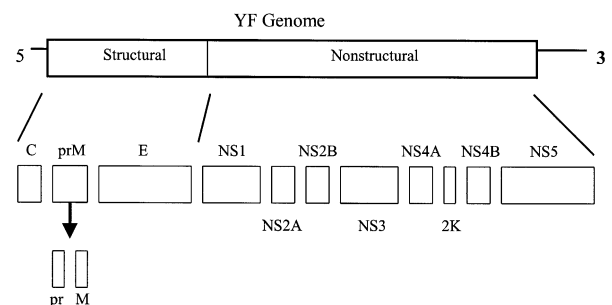 YF Genome
5 Structural Nonstructural 3
C prM E NS1 NS2B NS4A NS4B NS5
NS2A NS3 2K
pr M